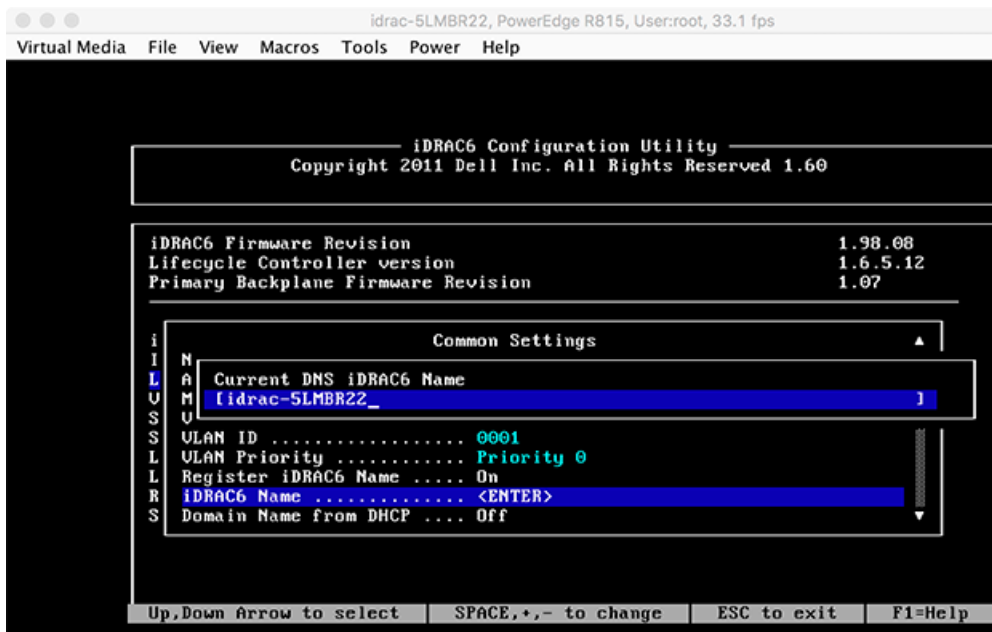 idrac-5LMBR22, PowerEdge R815, User:root, 33.1 fps
Virtual Media File View Macros Tools Power Help
iDRAC6 Configuration Utility
Copyright 2011 Dell Inc. All Rights Reserved 1.60
iDRAC6 Firmware Revision 1.98.08
Lifecycle Controller version 1.6.5.12
Primary Backplane Firmware Revision 1.07
i Common Settings ▲
I N
L A Current DNS iDRAC6 Name
V M [idrac-5LMBR22_ ]
S V
S VLAN ID .................. 0001
L VLAN Priority ............ Priority 0
L Register iDRAC6 Name ..... On
R iDRAC6 Name .............. <ENTER>
S Domain Name from DHCP .... Off ▼
Up,Down Arrow to select SPACE,+,- to change ESC to exit F1=Help